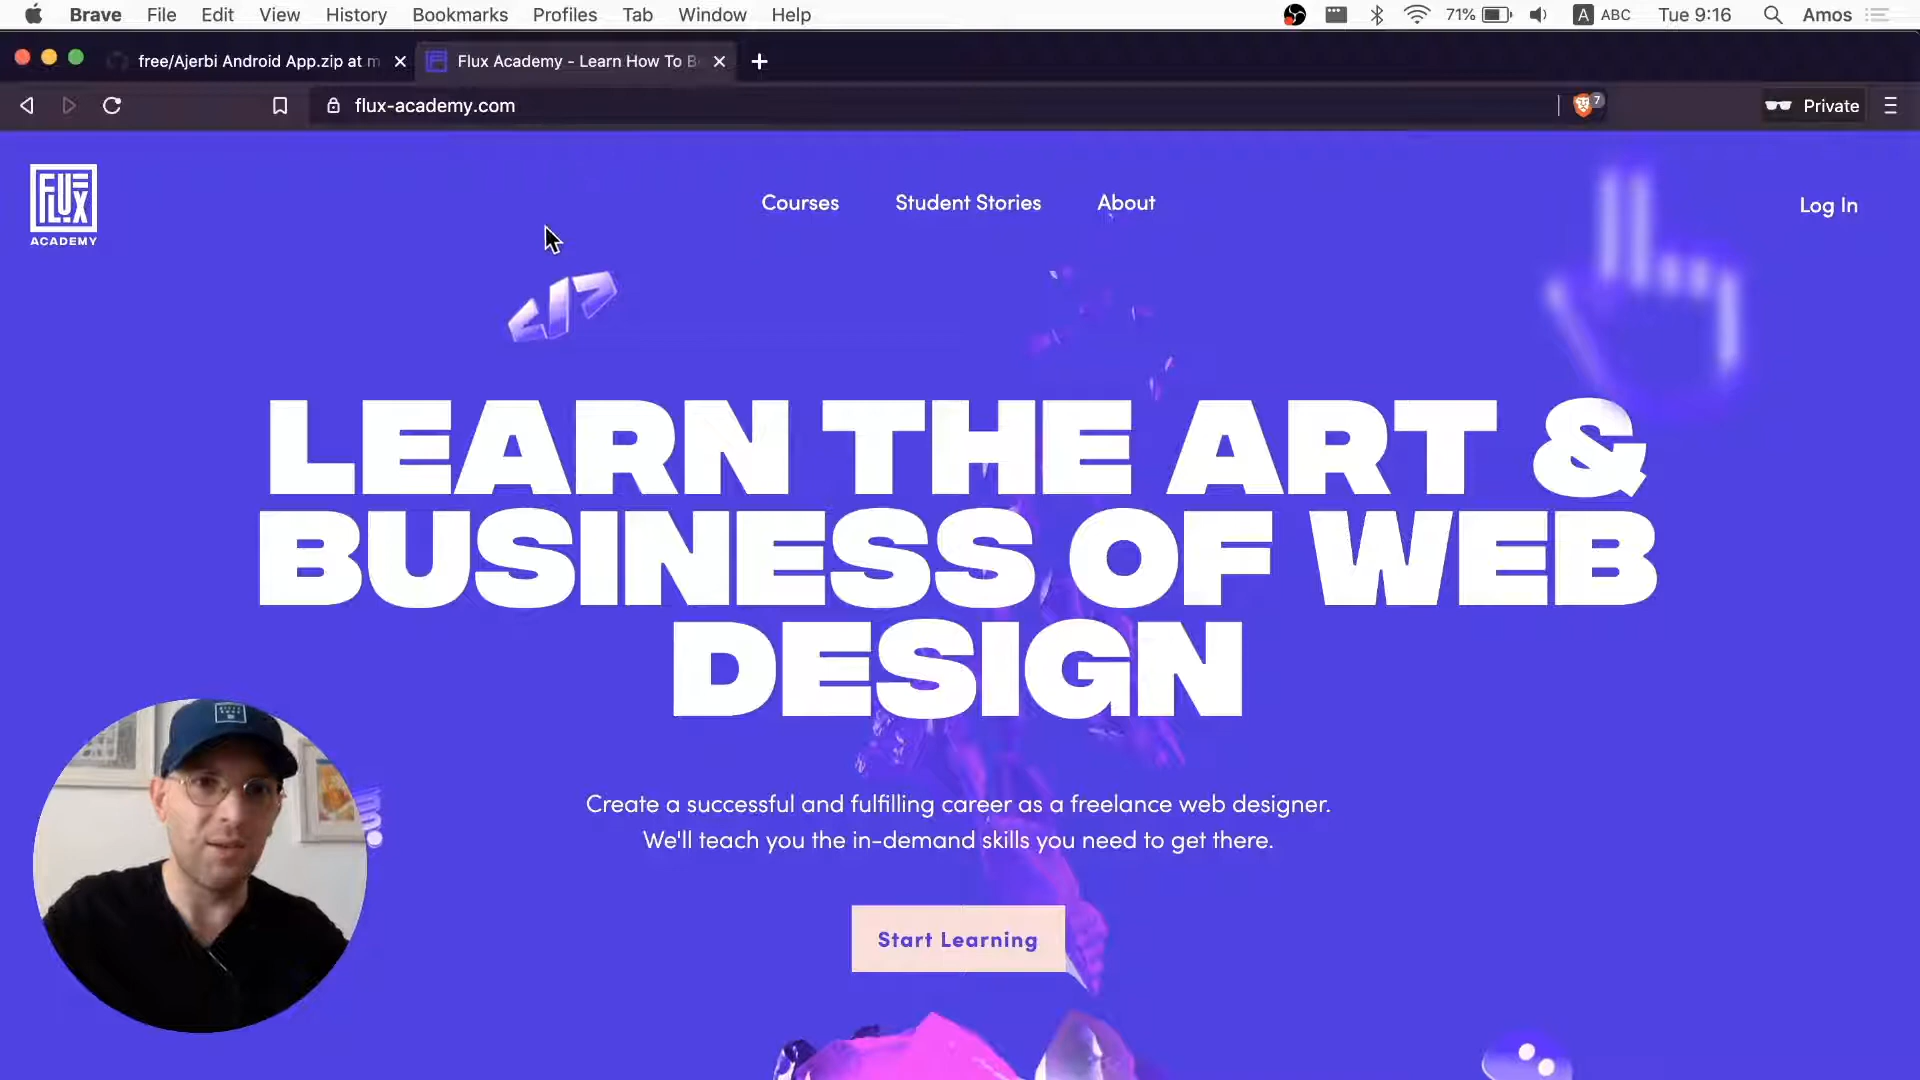 Brave File Edit View History Bookmarks Profiles Tab Window Help 71% A ABC Tue 9:16 Amos
free/Ajerbi Android App.zip at m Flux Academy - Learn How To B
flux-academy.com 7 Private
FLUX
ACADEMY
Courses Student Stories About Log In
LEARN THE ART &
BUSINESS OF WEB
DESIGN
Create a successful and fulfilling career as a freelance web designer.
We'll teach you the in-demand skills you need to get there.
Start Learning